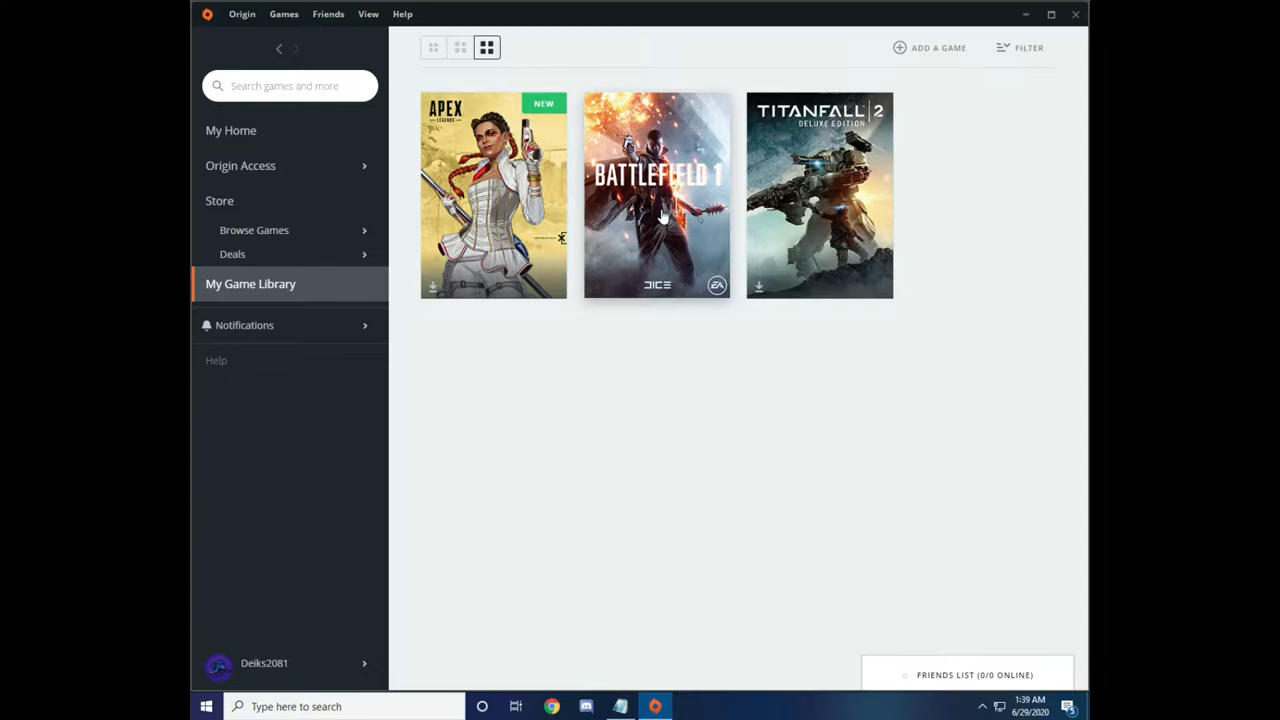 Origin Games Friends View Help
Search games and more
My Home
Origin Access
Store
Browse Games
Deals
My Game Library
Notifications
Help
Deiks2081
ADD A GAME
FILTER
APEX
LEGENDS
NEW
BATTLEFIELD 1
DICE
EA
TITANFALL 2
DELUXE EDITION
FRIENDS LIST (0/0 ONLINE)
Type here to search
1:39 AM
6/29/2020
5